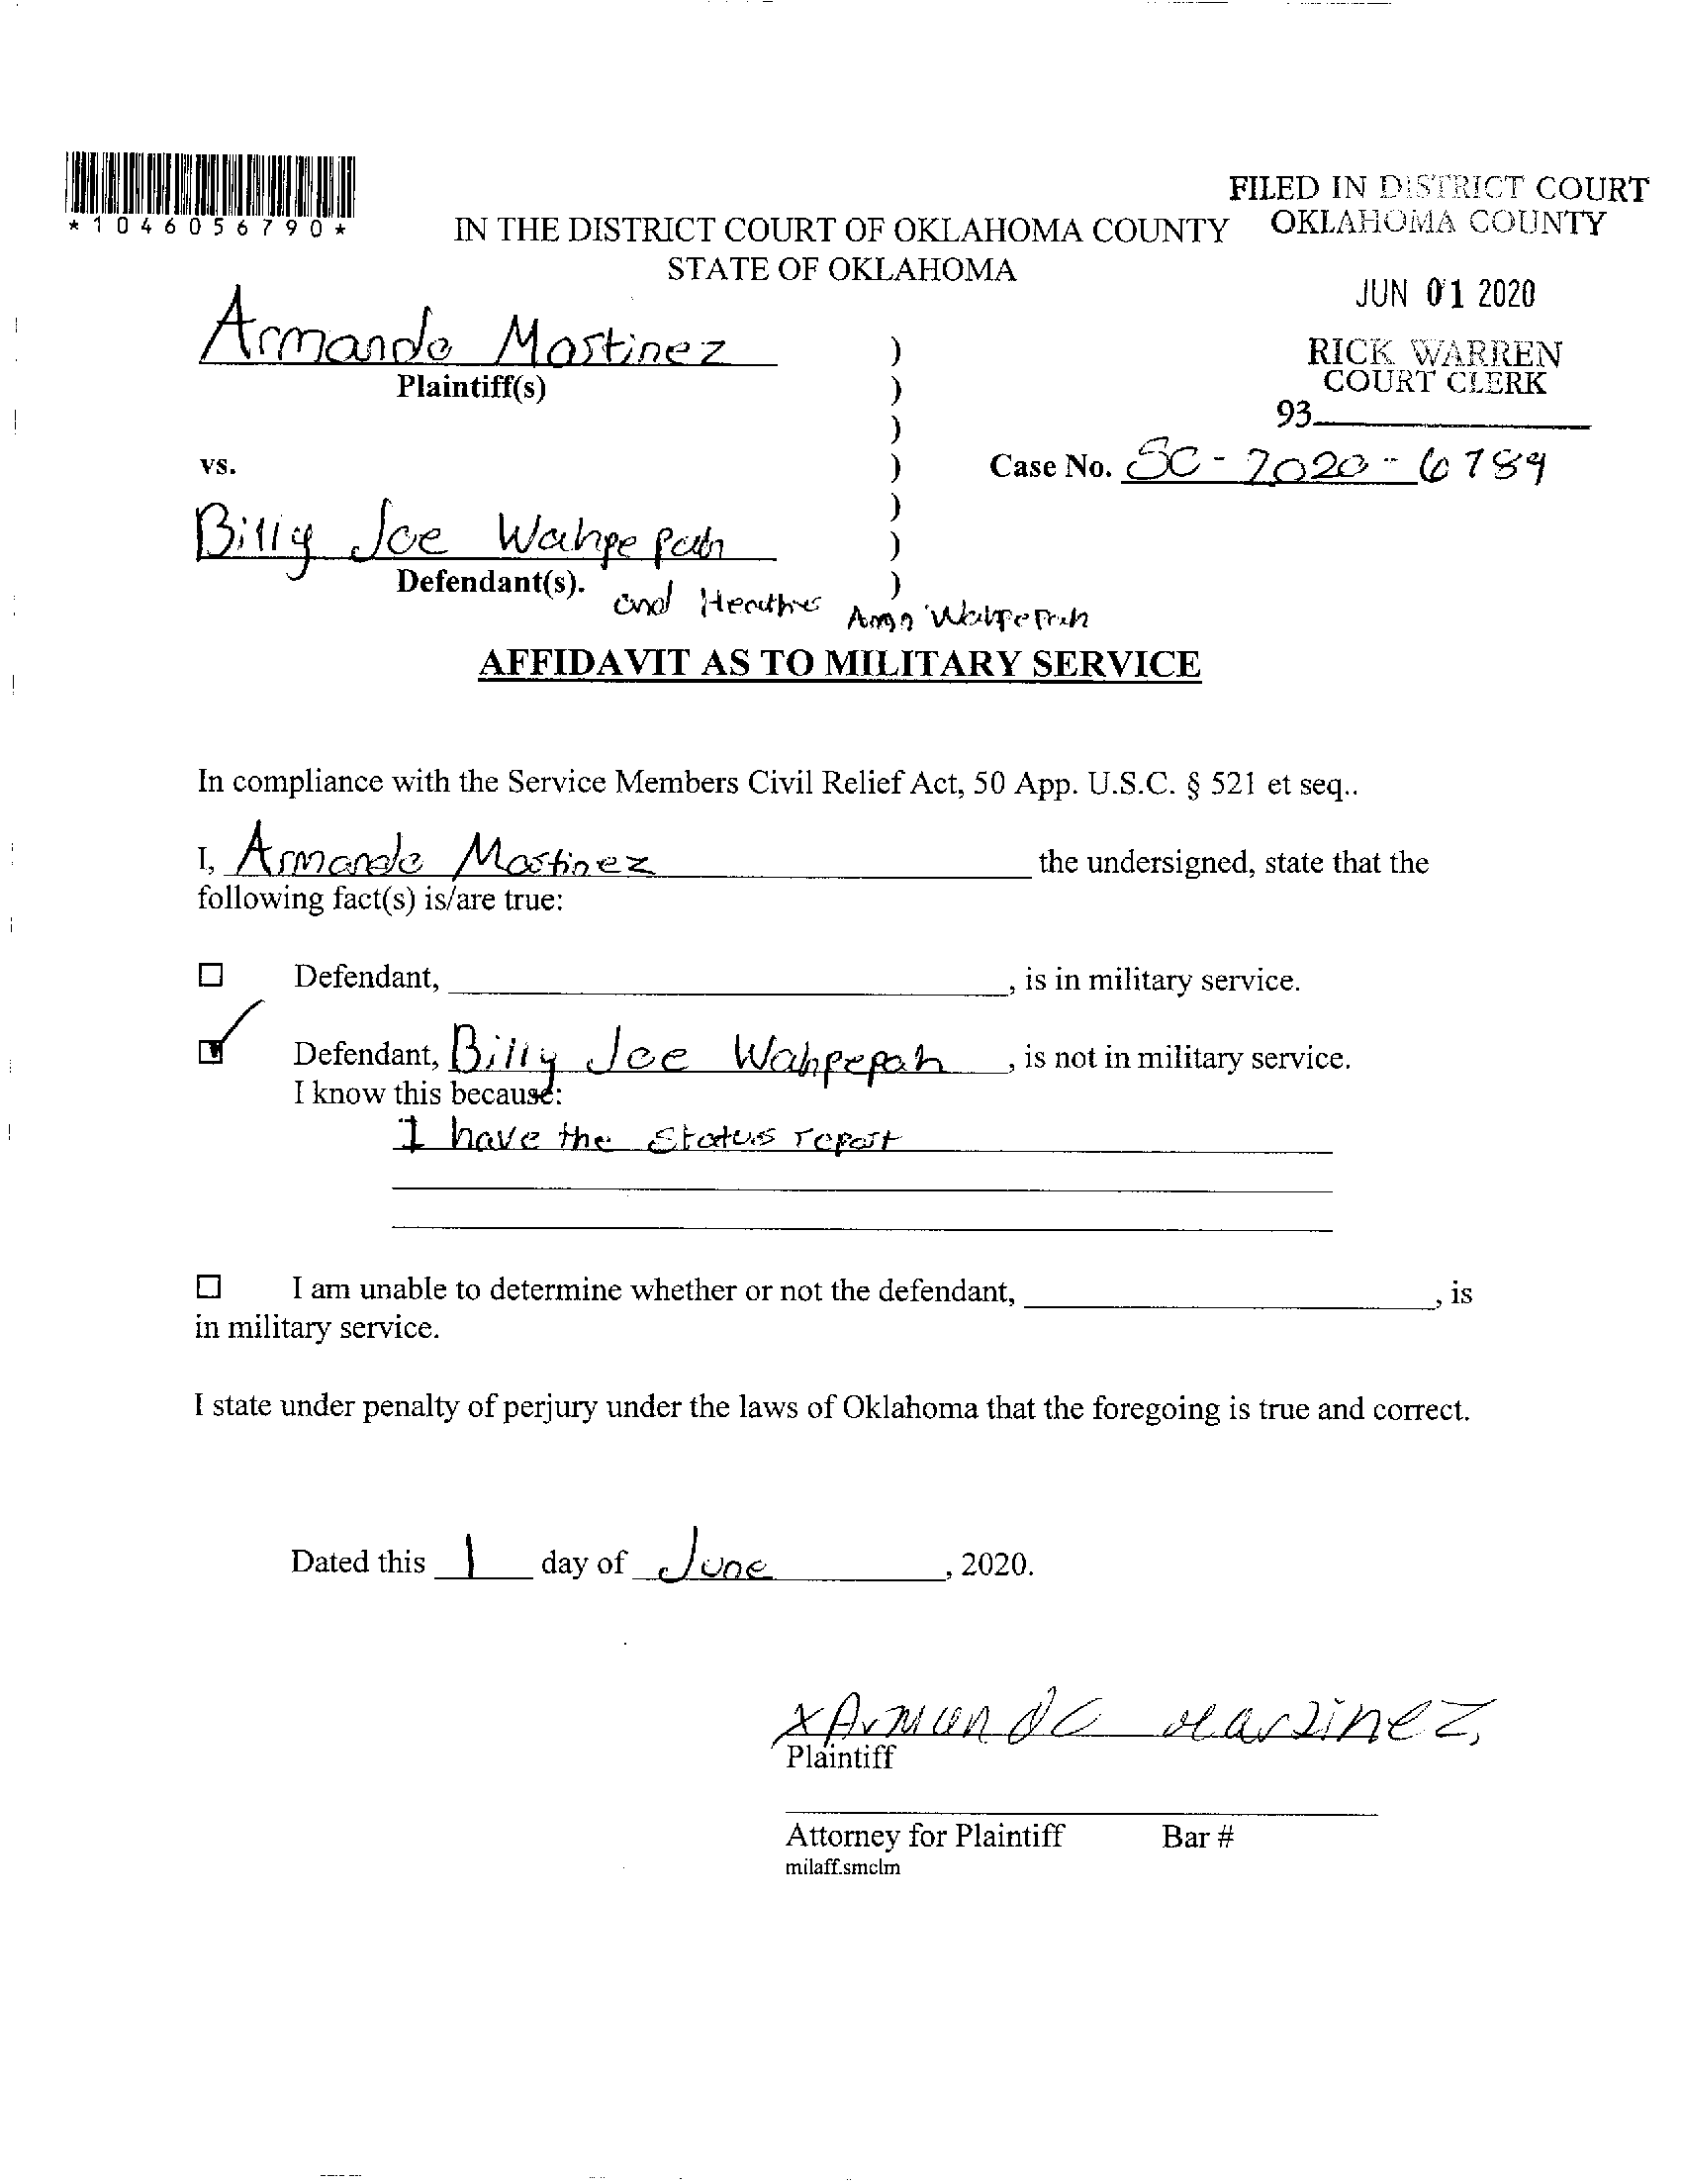 *1046056790*
FILED IN DISTRICT COURT
OKLAHOMA COUNTY
IN THE DISTRICT COURT OF OKLAHOMA COUNTY
STATE OF OKLAHOMA
JUN 01 2020
RICK WARREN
COURT CLERK
93
Armando Martinez
Plaintiff(s)
)
)
)
)
)
)
)
vs.
Case No. SC-2020-6789
Billy Joe Wahpepah
Defendant(s).
and Heather Ann Wahpepah
AFFIDAVIT AS TO MILITARY SERVICE
In compliance with the Service Members Civil Relief Act, 50 App. U.S.C. § 521 et seq..
I, Armando Martinez the undersigned, state that the
following fact(s) is/are true:
Defendant, , is in military service.
Defendant, Billy Joe Wahpepah , is not in military service.
I know this because:
I have the status report
I am unable to determine whether or not the defendant, , is
in military service.
I state under penalty of perjury under the laws of Oklahoma that the foregoing is true and correct.
Dated this 1 day of June , 2020.
x Armando Martinez
Plaintiff
Attorney for Plaintiff Bar #
milaff.smclm